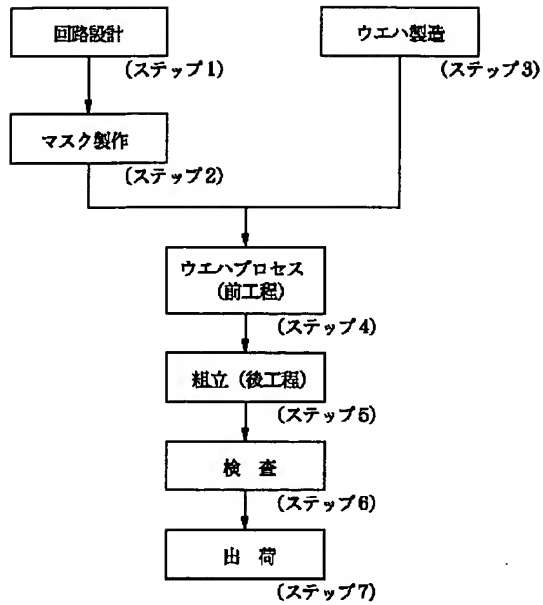 回路設計
(ステップ1)
ウエハ製造
(ステップ3)
マスク製作
(ステップ2)
ウエハプロセス
(前工程)
(ステップ4)
組立(後工程)
(ステップ5)
検 査
(ステップ6)
出 荷
(ステップ7)